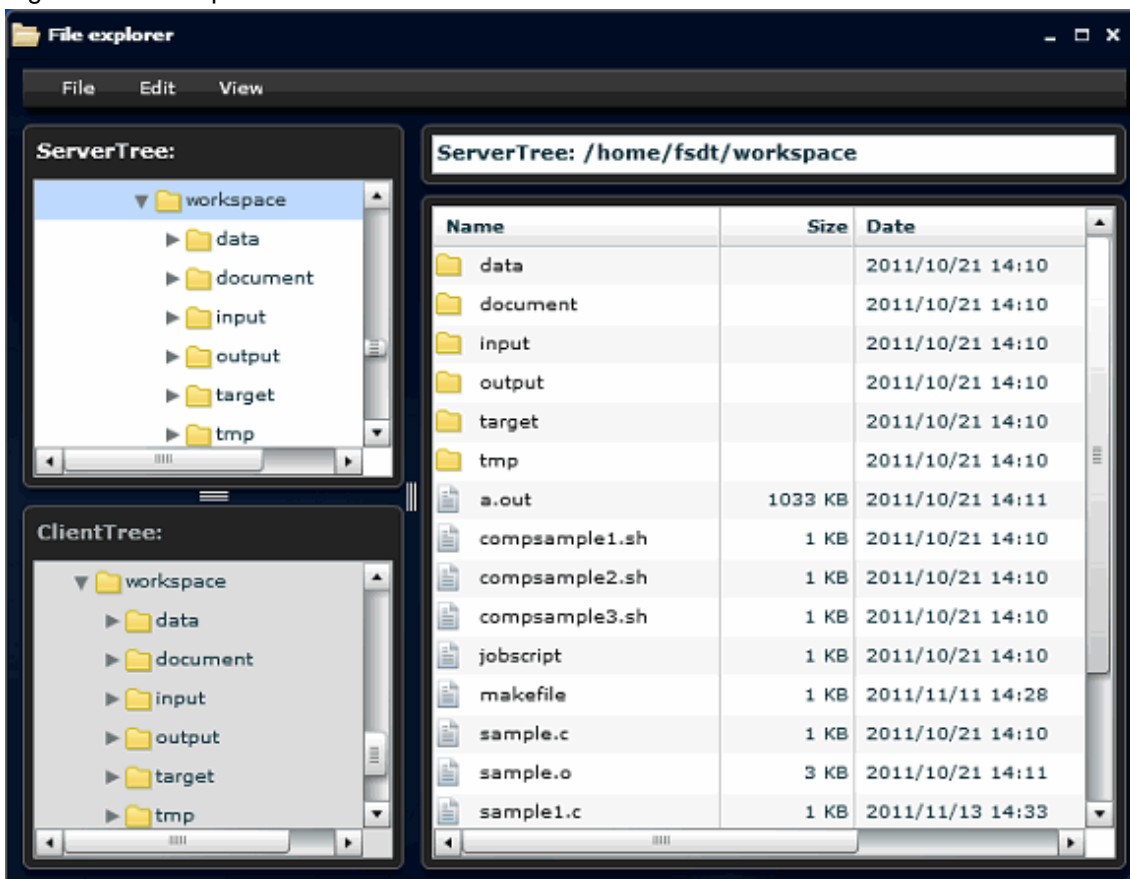 File explorer
File Edit View
ServerTree:
workspace
data
document
input
output
target
tmp
ClientTree:
workspace
data
document
input
output
target
tmp
ServerTree: /home/fsdt/workspace
Name Size Date
data 2011/10/21 14:10
document 2011/10/21 14:10
input 2011/10/21 14:10
output 2011/10/21 14:10
target 2011/10/21 14:10
tmp 2011/10/21 14:10
a.out 1033 KB 2011/10/21 14:11
compsample1.sh 1 KB 2011/10/21 14:10
compsample2.sh 1 KB 2011/10/21 14:10
compsample3.sh 1 KB 2011/10/21 14:10
jobscript 1 KB 2011/10/21 14:10
makefile 1 KB 2011/11/11 14:28
sample.c 1 KB 2011/10/21 14:10
sample.o 3 KB 2011/10/21 14:11
sample1.c 1 KB 2011/11/13 14:33